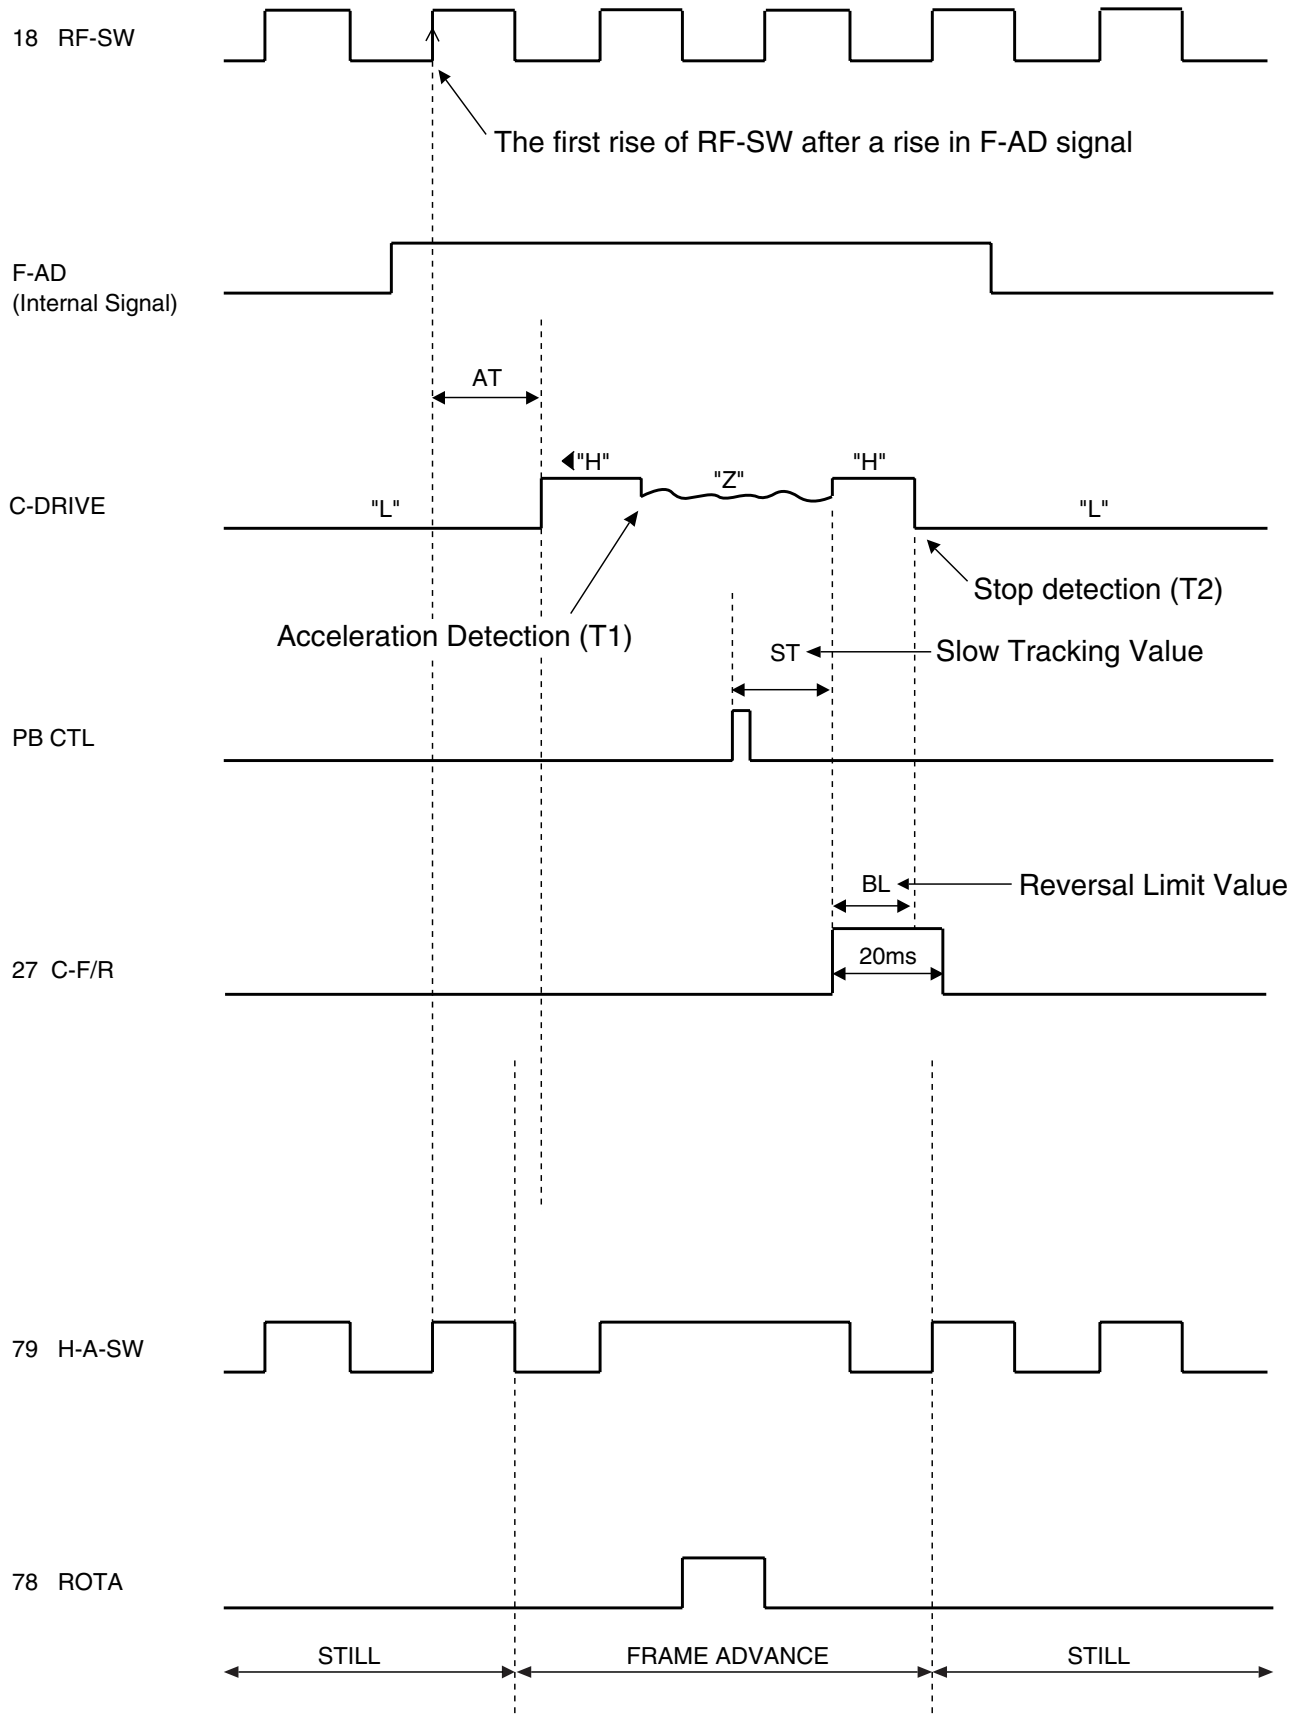 18 RF-SW
The first rise of RF-SW after a rise in F-AD signal
F-AD
(Internal Signal)
AT
"H"
"Z"
"H"
C-DRIVE
"L"
"L"
Stop detection (T2)
Acceleration Detection (T1)
ST
Slow Tracking Value
PB CTL
BL
Reversal Limit Value
27 C-F/R
20ms
79 H-A-SW
78 ROTA
STILL
FRAME ADVANCE
STILL